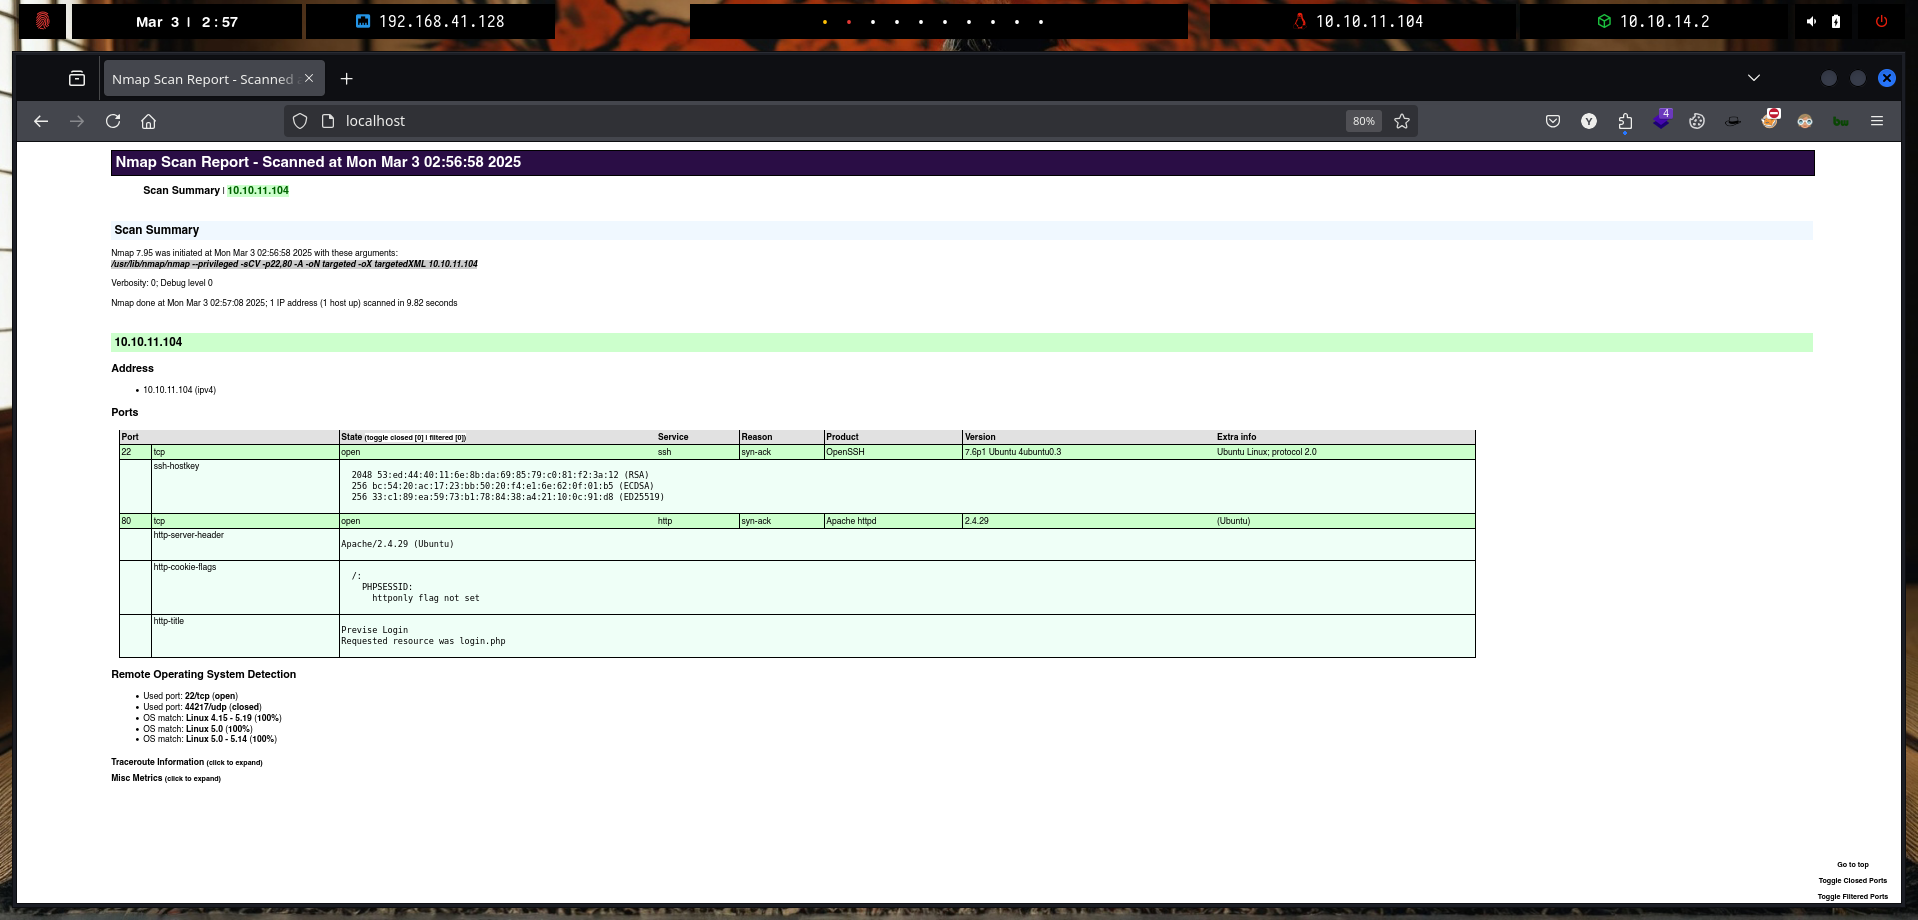 Mar 3 | 2:57 192.168.41.128 10.10.11.104 10.10.14.2
Nmap Scan Report - Scanned
localhost 80% 4
Nmap Scan Report - Scanned at Mon Mar 3 02:56:58 2025
Scan Summary | 10.10.11.104
Scan Summary
Nmap 7.95 was initiated at Mon Mar 3 02:56:58 2025 with these arguments:
/usr/lib/nmap/nmap --privileged -sCV -p22,80 -A -oN targeted -oX targetedXML 10.10.11.104
Verbosity: 0; Debug level 0
Nmap done at Mon Mar 3 02:57:08 2025; 1 IP address (1 host up) scanned in 9.82 seconds
10.10.11.104
Address
• 10.10.11.104 (ipv4)
Ports
Port State (toggle closed [0] | filtered [0]) Service Reason Product Version Extra info
22 tcp open ssh syn-ack OpenSSH 7.6p1 Ubuntu 4ubuntu0.3 Ubuntu Linux; protocol 2.0
ssh-hostkey
2048 53:ed:44:40:11:6e:8b:da:69:85:79:c0:81:f2:3a:12 (RSA)
256 bc:54:20:ac:17:23:bb:50:20:f4:e1:6e:62:0f:01:b5 (ECDSA)
256 33:c1:89:ea:59:73:b1:78:84:38:a4:21:10:0c:91:d8 (ED25519)
80 tcp open http syn-ack Apache httpd 2.4.29 (Ubuntu)
http-server-header
Apache/2.4.29 (Ubuntu)
http-cookie-flags
/:
PHPSESSID:
httponly flag not set
http-title
Previse Login
Requested resource was login.php
Remote Operating System Detection
• Used port: 22/tcp (open)
• Used port: 44217/udp (closed)
• OS match: Linux 4.15 - 5.19 (100%)
• OS match: Linux 5.0 (100%)
• OS match: Linux 5.0 - 5.14 (100%)
Traceroute Information (click to expand)
Misc Metrics (click to expand)
Go to top
Toggle Closed Ports
Toggle Filtered Ports